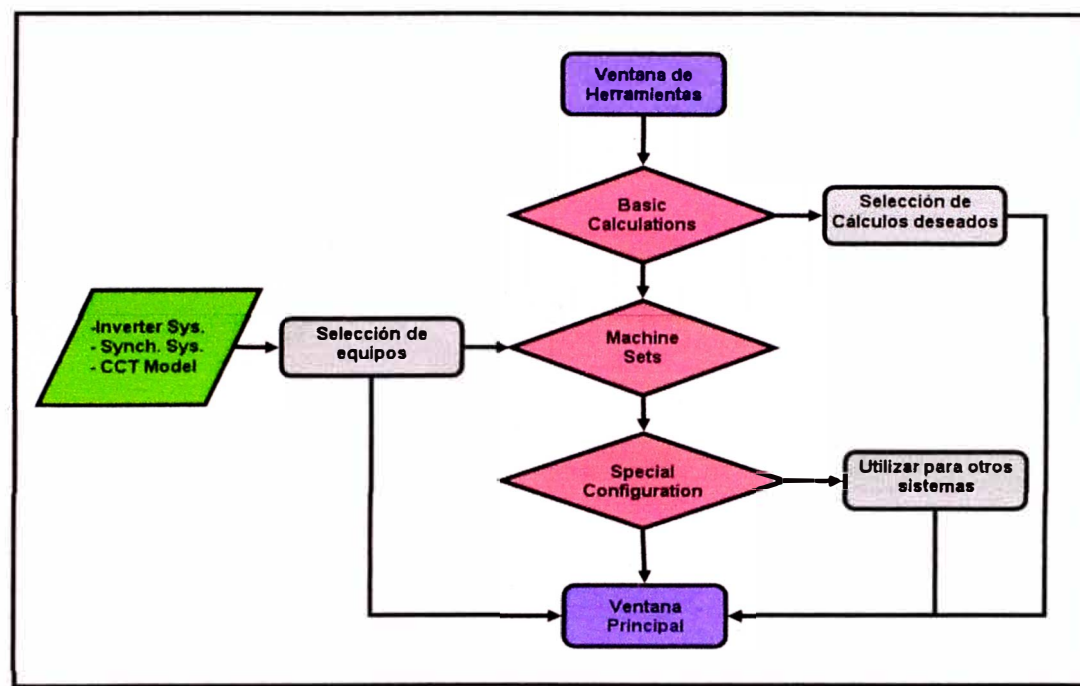 Ventana de
Herramientas
Basic
Calculations
Selección de
Cálculos deseados
-Inverter Sys.
- Synch. Sys.
- CCT Model
Selección de
equipos
Machine
Sets
Special
Configuration
Utilizar para otros
sistemas
Ventana
Principal